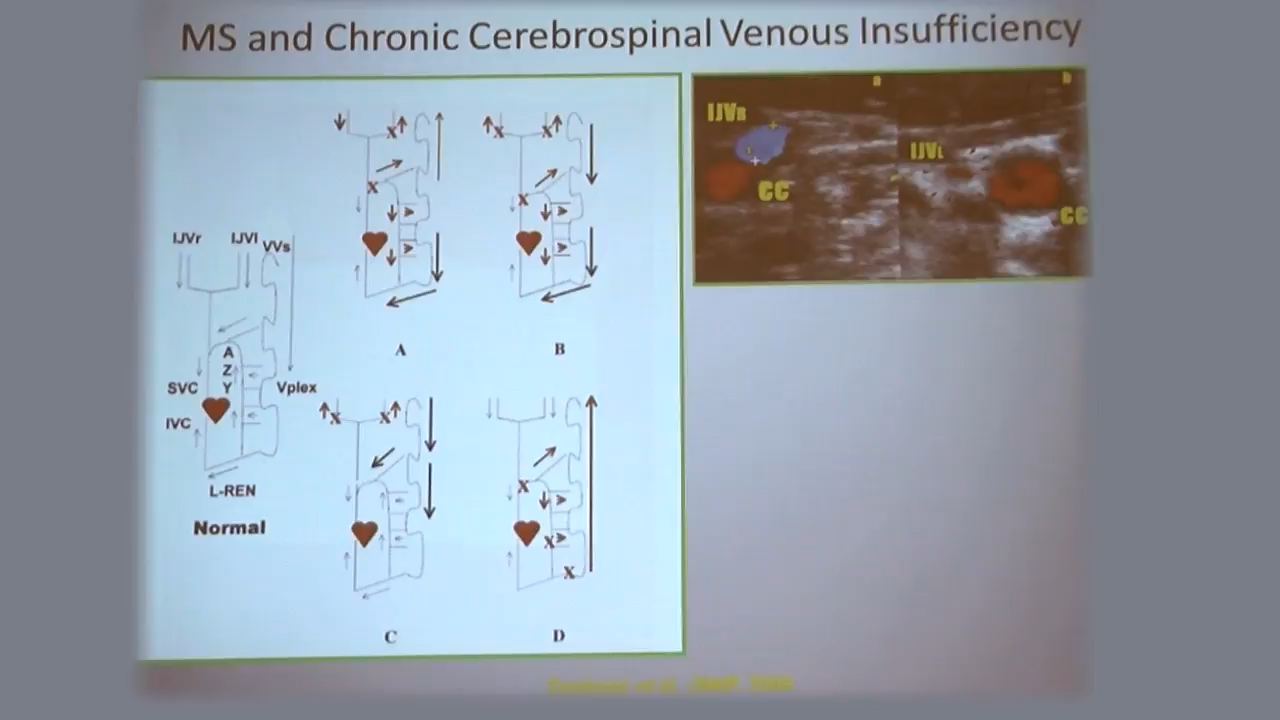 MS and Chronic Cerebrospinal Venous Insufficiency
a
b
IJVR
CC
IJVL
CC
X
X
X
X
X
X
A
B
IJVr
IJVl
VVs
A
Z
Y
SVC
Vplex
IVC
L-REN
Normal
X
X
X
X
X
C
D